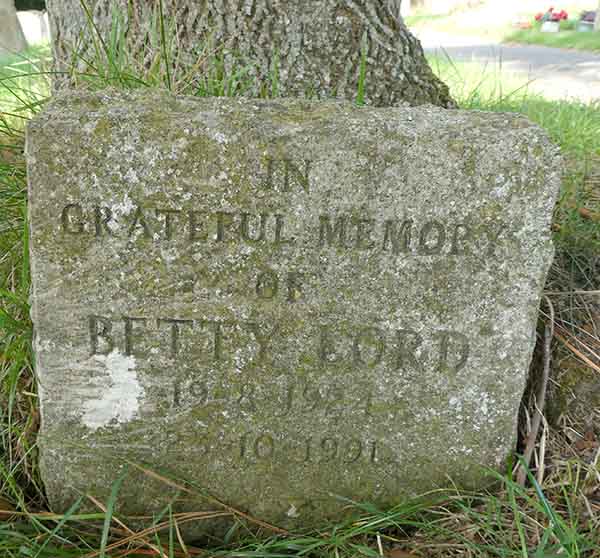 IN
GRATEFUL MEMORY
OF
BETTY LORD
19-8 1924
10 1991